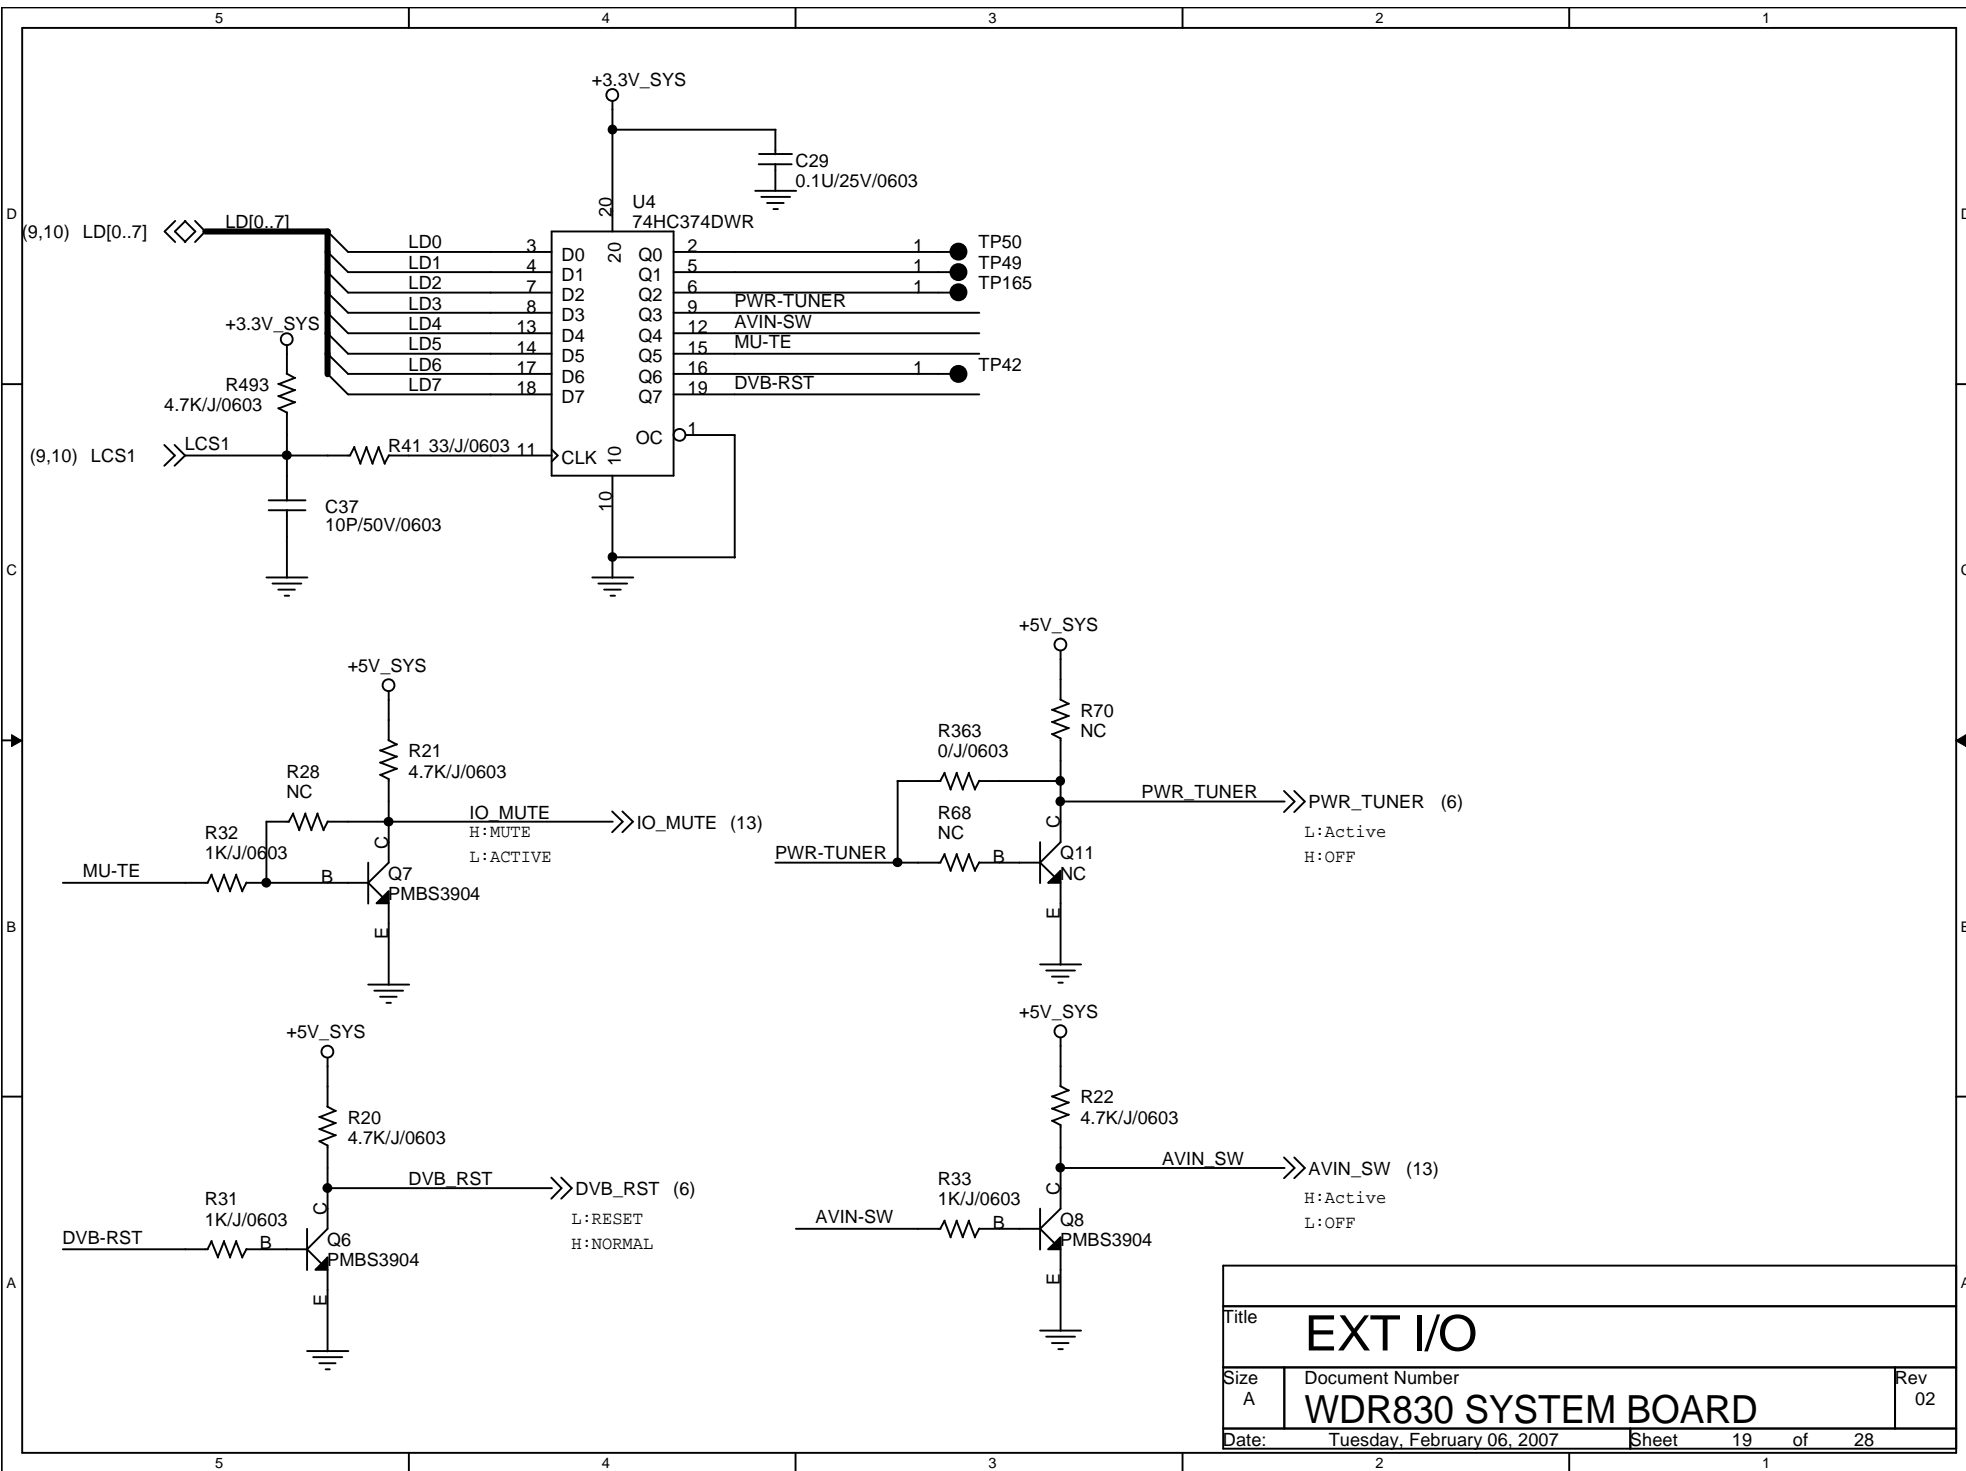 5 4 3 2 1
+3.3V_SYS
C29
0.1U/25V/0603
20
U4
74HC374DWR
D D
(9,10) LD[0..7] LD[0..7]
20
LD0 3 D0 Q0 2 1 TP50
LD1 4 D1 Q1 5 1 TP49
LD2 7 D2 Q2 6 1 TP165
LD3 8 D3 Q3 9 PWR-TUNER
LD4 13 D4 Q4 12 AVIN-SW
LD5 14 D5 Q5 15 MU-TE
LD6 17 D6 Q6 16 1 TP42
LD7 18 D7 Q7 19 DVB-RST
+3.3V_SYS
R493
4.7K/J/0603
OC 1
(9,10) LCS1 LCS1 R41 33/J/0603 11 CLK 10
10
C37
10P/50V/0603
C C
+5V_SYS
R21
4.7K/J/0603
R28
NC
R32
1K/J/0603
MU-TE
B
C
Q7
PMBS3904
E
IO_MUTE IO_MUTE (13)
H:MUTE
L:ACTIVE
+5V_SYS
R70
NC
R363
0/J/0603
R68
NC
PWR-TUNER
B
C
Q11
NC
E
PWR_TUNER PWR_TUNER (6)
L:Active
H:OFF
B B
+5V_SYS
R20
4.7K/J/0603
R31
1K/J/0603
DVB-RST
B
C
Q6
PMBS3904
E
DVB_RST DVB_RST (6)
L:RESET
H:NORMAL
+5V_SYS
R22
4.7K/J/0603
R33
1K/J/0603
AVIN-SW
B
C
Q8
PMBS3904
E
AVIN_SW AVIN_SW (13)
H:Active
L:OFF
A A
Title
EXT I/O
Size Document Number Rev
A WDR830 SYSTEM BOARD 02
Date: Tuesday, February 06, 2007 Sheet 19 of 28
5 4 3 2 1